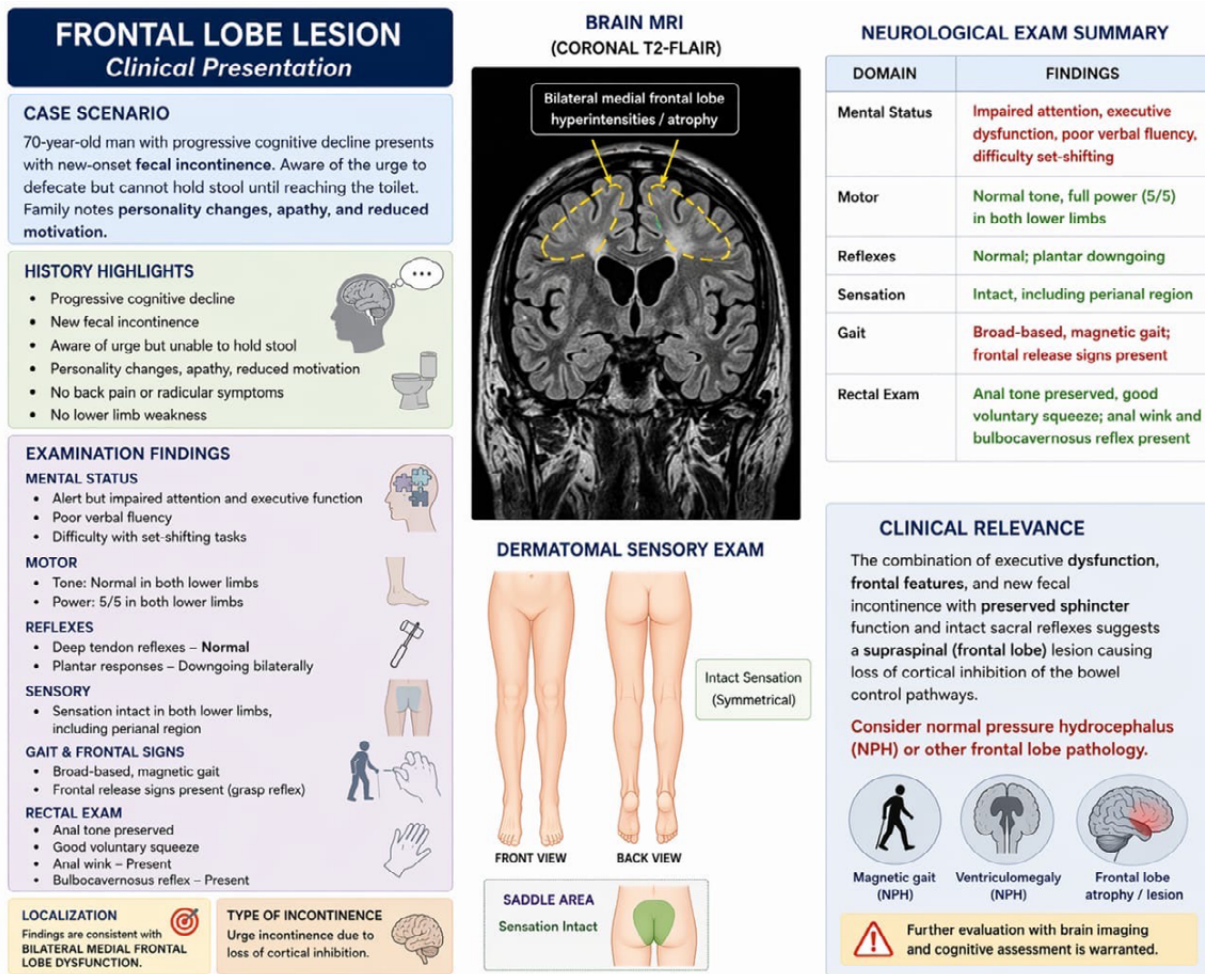 FRONTAL LOBE LESION
Clinical Presentation
CASE SCENARIO
70-year-old man with progressive cognitive decline presents
with new-onset fecal incontinence. Aware of the urge to
defecate but cannot hold stool until reaching the toilet.
Family notes personality changes, apathy, and reduced
motivation.
HISTORY HIGHLIGHTS
• Progressive cognitive decline
• New fecal incontinence
• Aware of urge but unable to hold stool
• Personality changes, apathy, reduced motivation
• No back pain or radicular symptoms
• No lower limb weakness
EXAMINATION FINDINGS
MENTAL STATUS
• Alert but impaired attention and executive function
• Poor verbal fluency
• Difficulty with set-shifting tasks
MOTOR
• Tone: Normal in both lower limbs
• Power: 5/5 in both lower limbs
REFLEXES
• Deep tendon reflexes – Normal
• Plantar responses – Downgoing bilaterally
SENSORY
• Sensation intact in both lower limbs,
including perianal region
GAIT & FRONTAL SIGNS
• Broad-based, magnetic gait
• Frontal release signs present (grasp reflex)
RECTAL EXAM
• Anal tone preserved
• Good voluntary squeeze
• Anal wink – Present
• Bulbocavernosus reflex – Present
LOCALIZATION
Findings are consistent with
BILATERAL MEDIAL FRONTAL
LOBE DYSFUNCTION.
TYPE OF INCONTINENCE
Urge incontinence due to
loss of cortical inhibition.
BRAIN MRI
(CORONAL T2-FLAIR)
Bilateral medial frontal lobe
hyperintensities / atrophy
DERMATOMAL SENSORY EXAM
Intact Sensation
(Symmetrical)
FRONT VIEW
BACK VIEW
SADDLE AREA
Sensation Intact
NEUROLOGICAL EXAM SUMMARY
DOMAIN FINDINGS
Mental Status Impaired attention, executive
dysfunction, poor verbal fluency,
difficulty set-shifting
Motor Normal tone, full power (5/5)
in both lower limbs
Reflexes Normal; plantar downgoing
Sensation Intact, including perianal region
Gait Broad-based, magnetic gait;
frontal release signs present
Rectal Exam Anal tone preserved, good
voluntary squeeze; anal wink and
bulbocavernosus reflex present
CLINICAL RELEVANCE
The combination of executive dysfunction,
frontal features, and new fecal
incontinence with preserved sphincter
function and intact sacral reflexes suggests
a supraspinal (frontal lobe) lesion causing
loss of cortical inhibition of the bowel
control pathways.
Consider normal pressure hydrocephalus
(NPH) or other frontal lobe pathology.
Magnetic gait
(NPH)
Ventriculomegaly
(NPH)
Frontal lobe
atrophy / lesion
Further evaluation with brain imaging
and cognitive assessment is warranted.